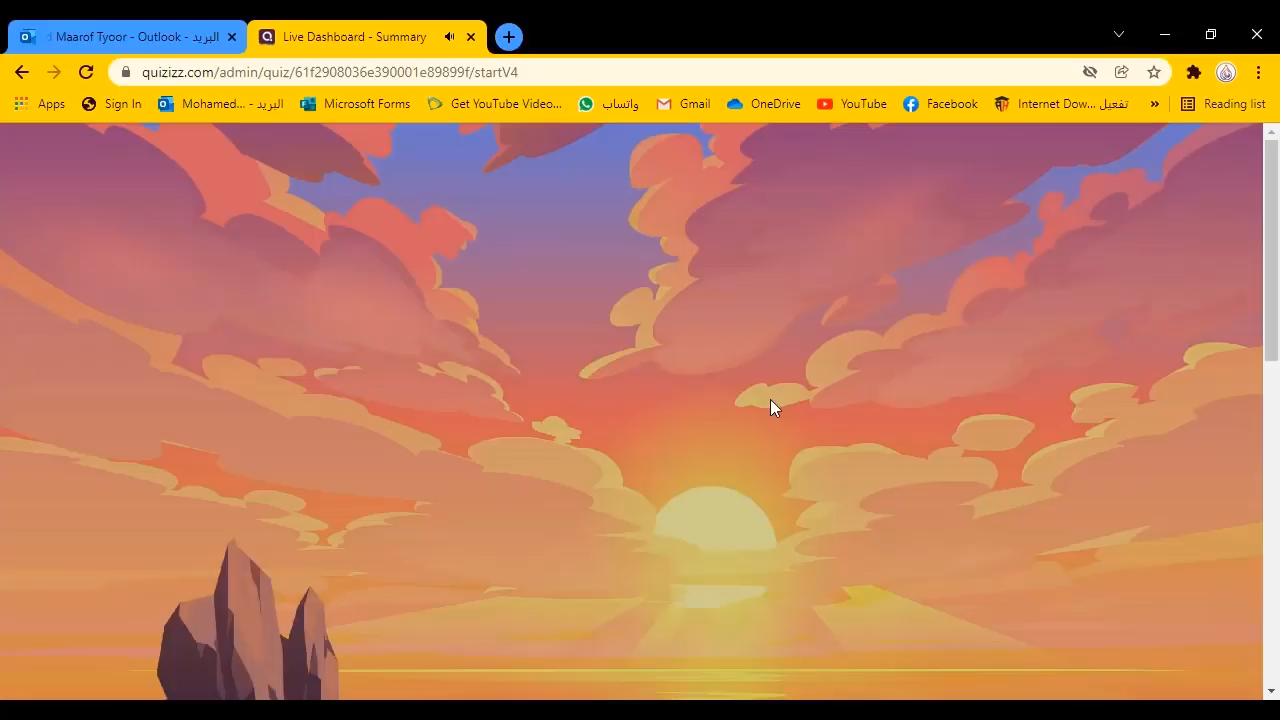 d Maarof Tyoor - Outlook - البريد
Live Dashboard - Summary
quizizz.com/admin/quiz/61f2908036e390001e89899f/startV4
Apps
Sign In
Mohamed... - البريد
Microsoft Forms
Get YouTube Video...
واتساب
Gmail
OneDrive
YouTube
Facebook
Internet Dow... تفعيل
»
Reading list